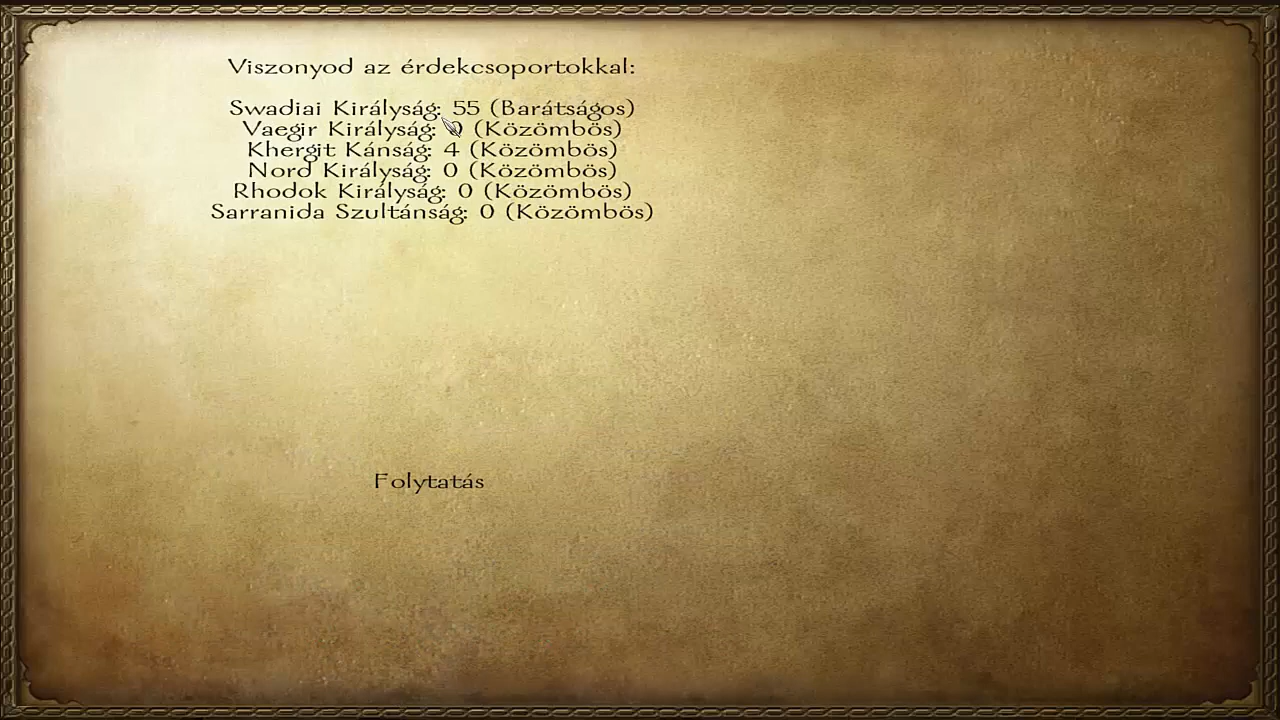 Viszonyod az érdekcsoportokkal:
Swadiai Királyság: 55 (Barátságos)
Vaegir Királyság: 0 (Közömbös)
Khergit Kánság: 4 (Közömbös)
Nord Királyság: 0 (Közömbös)
Rhodok Királyság: 0 (Közömbös)
Sarranida Szultánság: 0 (Közömbös)
Folytatás